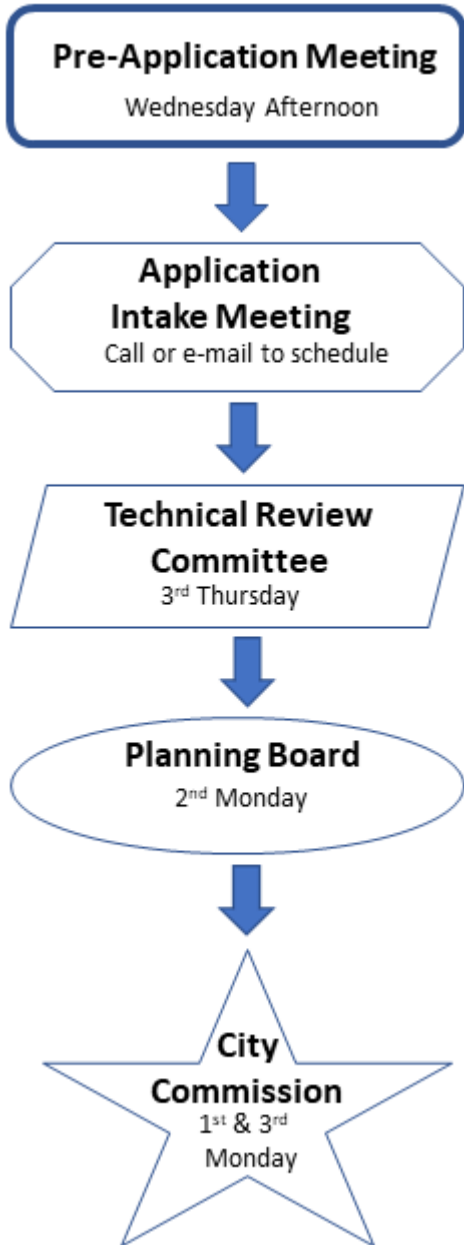 Pre-Application Meeting
Wednesday Afternoon
Application
Intake Meeting
Call or e-mail to schedule
Technical Review
Committee
3rd Thursday
Planning Board
2nd Monday
City
Commission
1st & 3rd
Monday